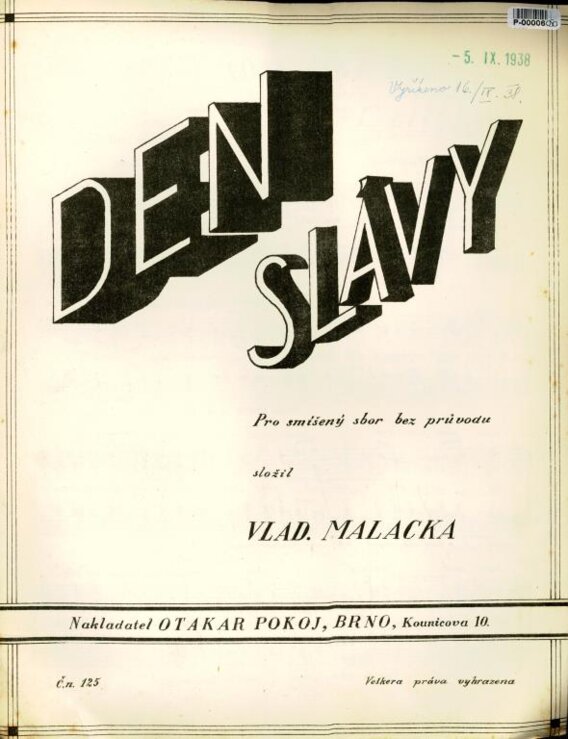 P-00006
- 5. IX. 1938
Vyřízeno 16./IX. 38.
DEN
SLÁVY
Pro smíšený sbor bez průvodu
složil
VLAD. MALACKA
Nakladatel OTAKAR POKOJ, BRNO, Kounicova 10.
Č.n. 125
Veškera práva vyhrazena